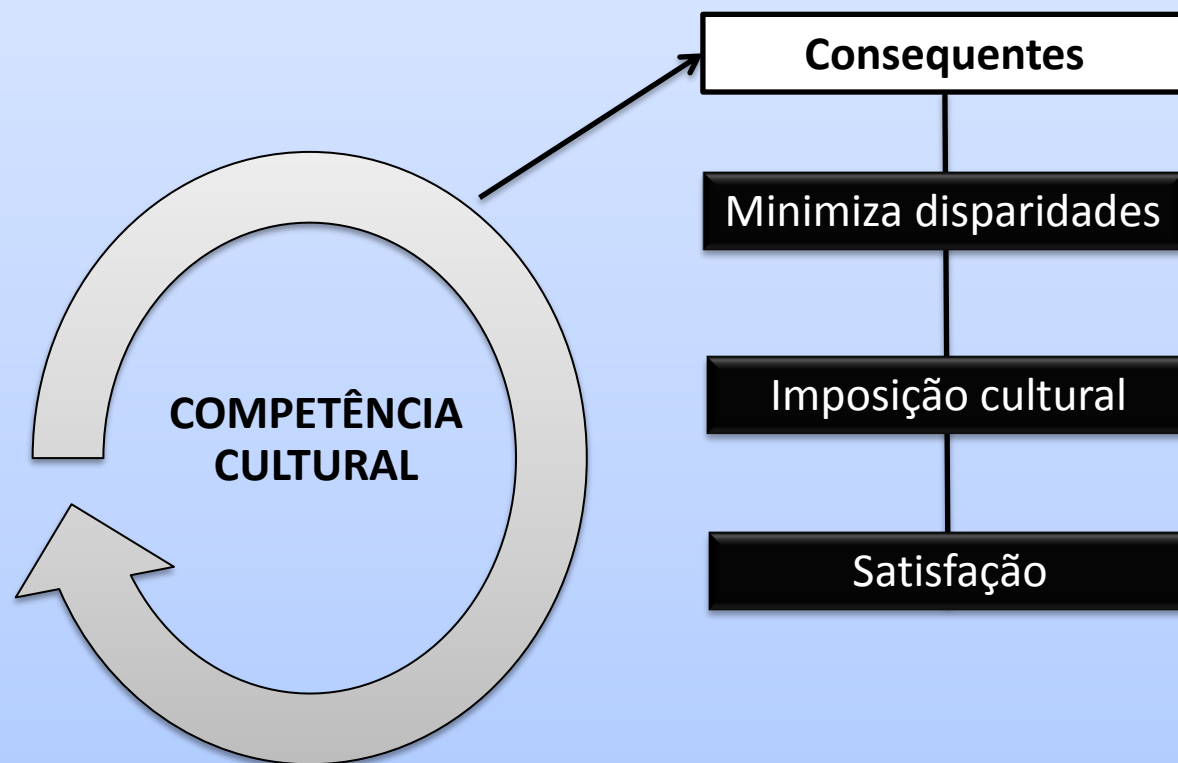 Consequentes
Minimiza disparidades
Imposição cultural
COMPETÊNCIA
CULTURAL
Satisfação